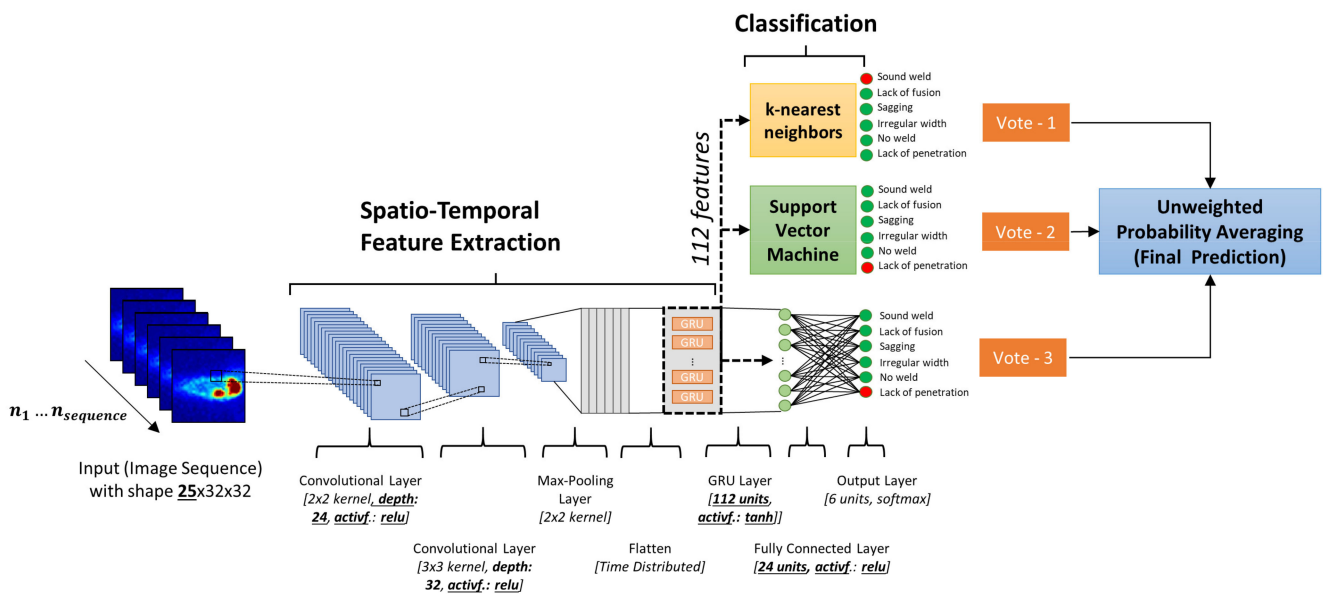 Classification
k-nearest
neighbors
Sound weld
Lack of fusion
Sagging
Irregular width
No weld
Lack of penetration
Vote - 1
112 features
Support
Vector
Machine
Sound weld
Lack of fusion
Sagging
Irregular width
No weld
Lack of penetration
Vote - 2
Unweighted
Probability Averaging
(Final Prediction)
Spatio-Temporal
Feature Extraction
GRU
GRU
⋮
GRU
GRU
⋮
Sound weld
Lack of fusion
Sagging
Irregular width
No weld
Lack of penetration
Vote - 3
n1 ... nsequence
Input (Image Sequence)
with shape 25x32x32
Convolutional Layer
[2x2 kernel, depth:
24, activf.: relu]
Convolutional Layer
[3x3 kernel, depth:
32, activf.: relu]
Max-Pooling
Layer
[2x2 kernel]
Flatten
[Time Distributed]
GRU Layer
[112 units,
activf.: tanh]]
Fully Connected Layer
[24 units, activf.: relu]
Output Layer
[6 units, softmax]